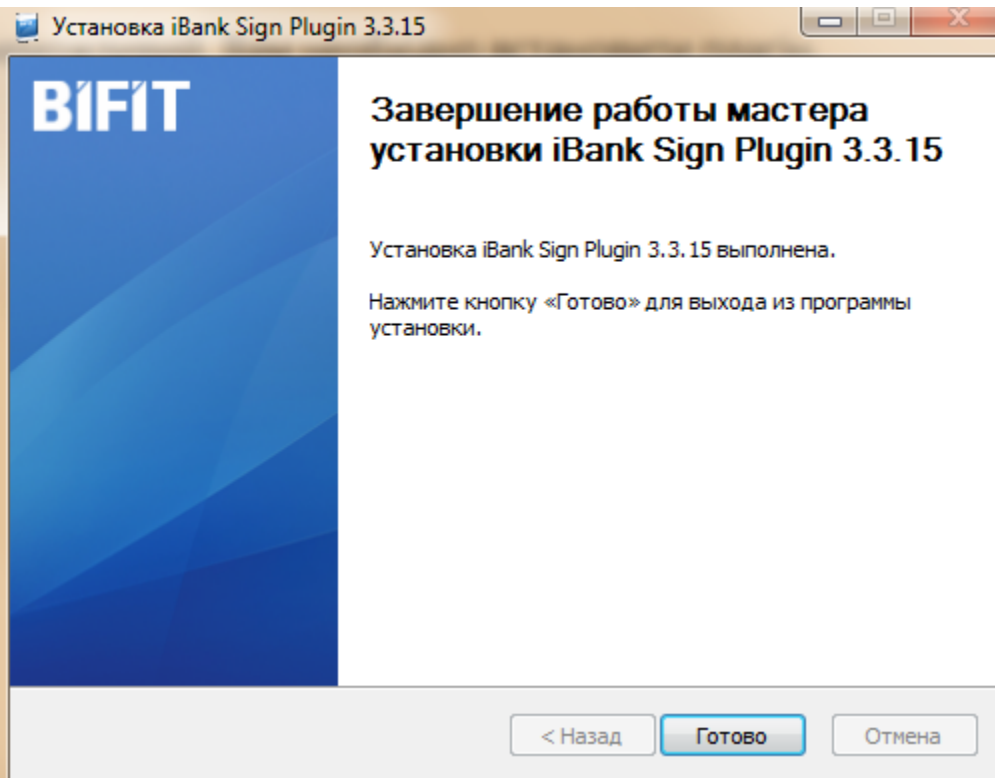 Установка iBank Sign Plugin 3.3.15
BIFIT
Завершение работы мастера
установки iBank Sign Plugin 3.3.15
Установка iBank Sign Plugin 3.3.15 выполнена.
Нажмите кнопку «Готово» для выхода из программы
установки.
< Назад
Готово
Отмена